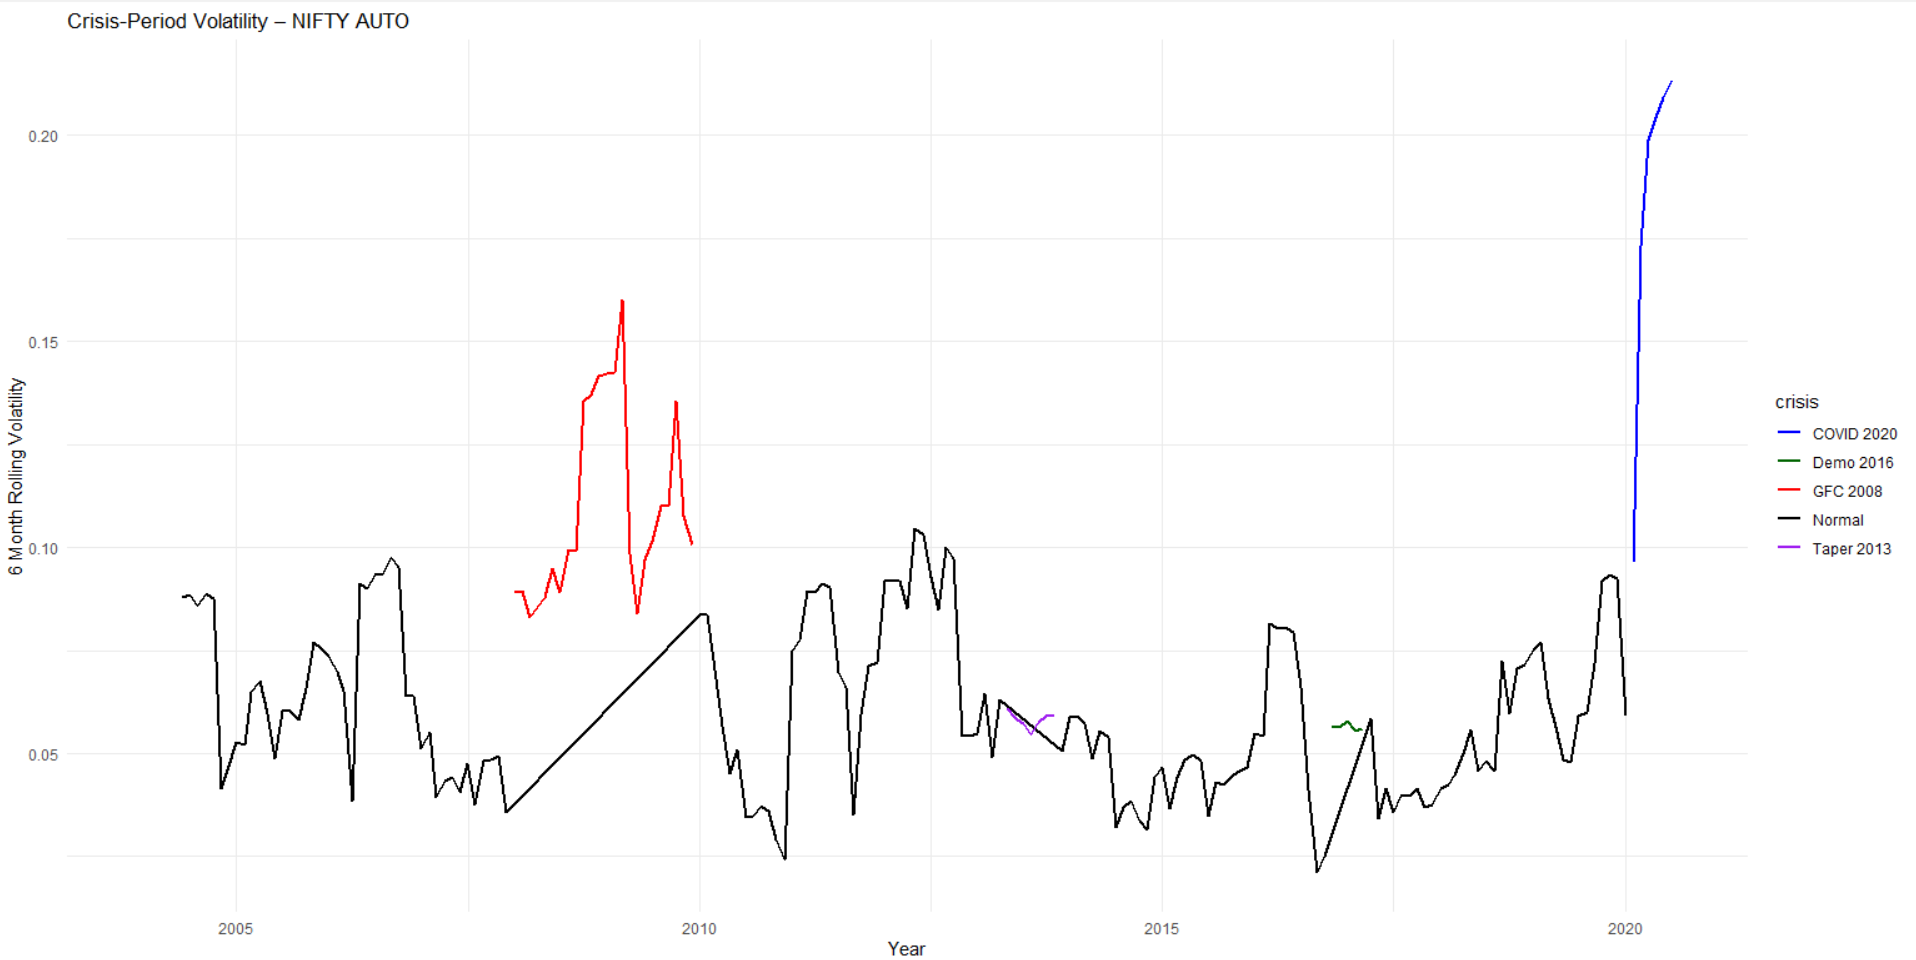 Crisis-Period Volatility – NIFTY AUTO
6 Month Rolling Volatility
0.20
0.15
0.10
0.05
2005
2010
2015
2020
Year
crisis
COVID 2020
Demo 2016
GFC 2008
Normal
Taper 2013